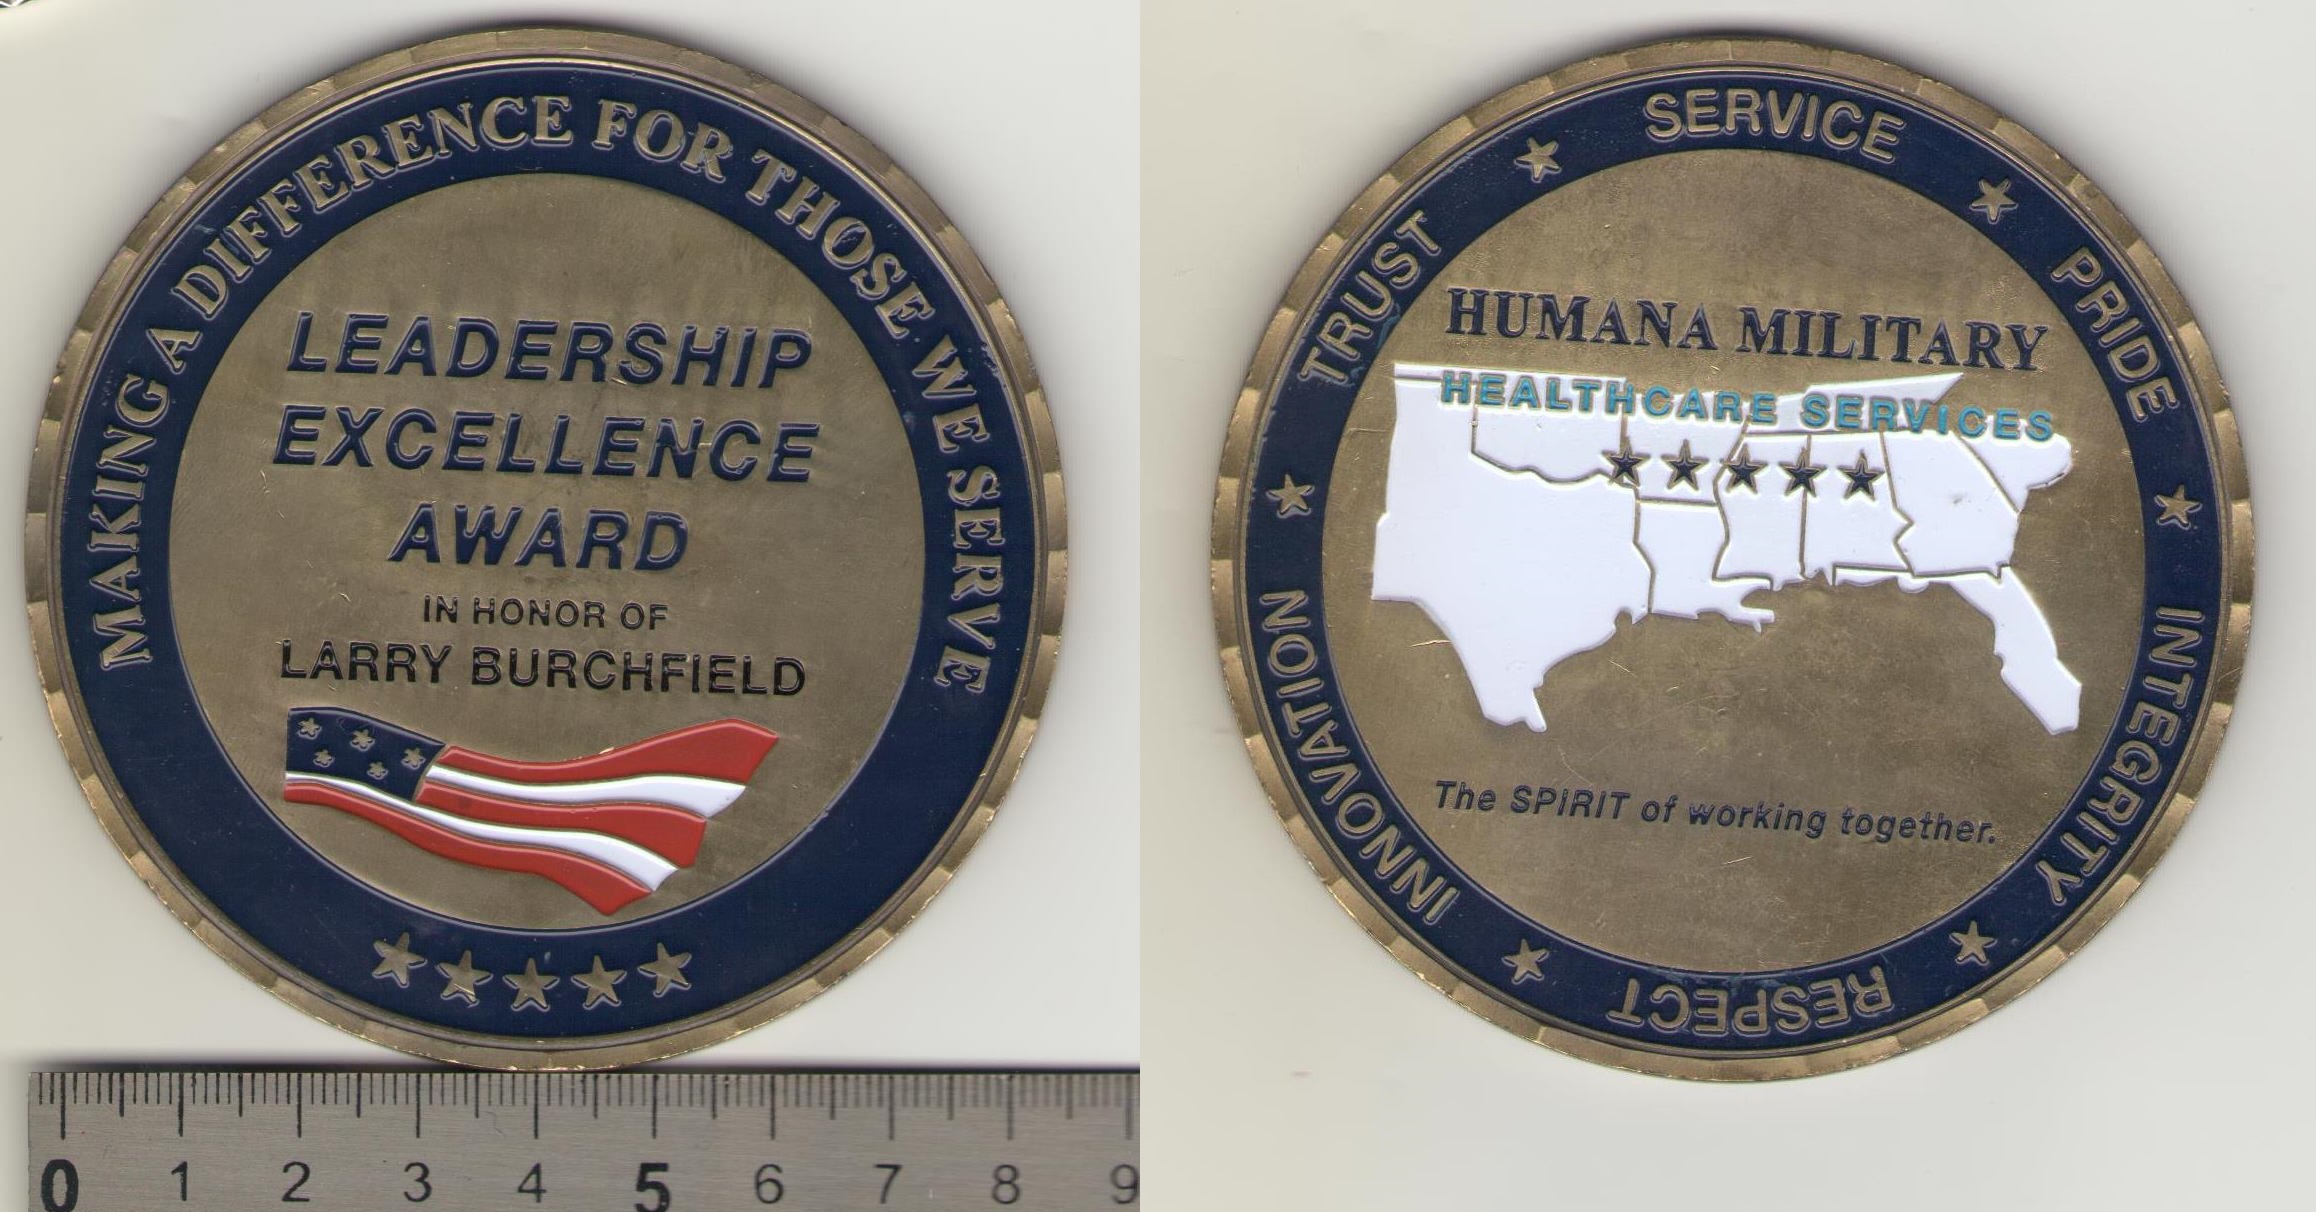 MAKING A DIFFERENCE FOR THOSE WE SERVE
LEADERSHIP
EXCELLENCE
AWARD
IN HONOR OF
LARRY BURCHFIELD
0 1 2 3 4 5 6 7 8 9
TRUST SERVICE PRIDE INTEGRITY RESPECT INNOVATION
HUMANA MILITARY
HEALTHCARE SERVICES
The SPIRIT of working together.